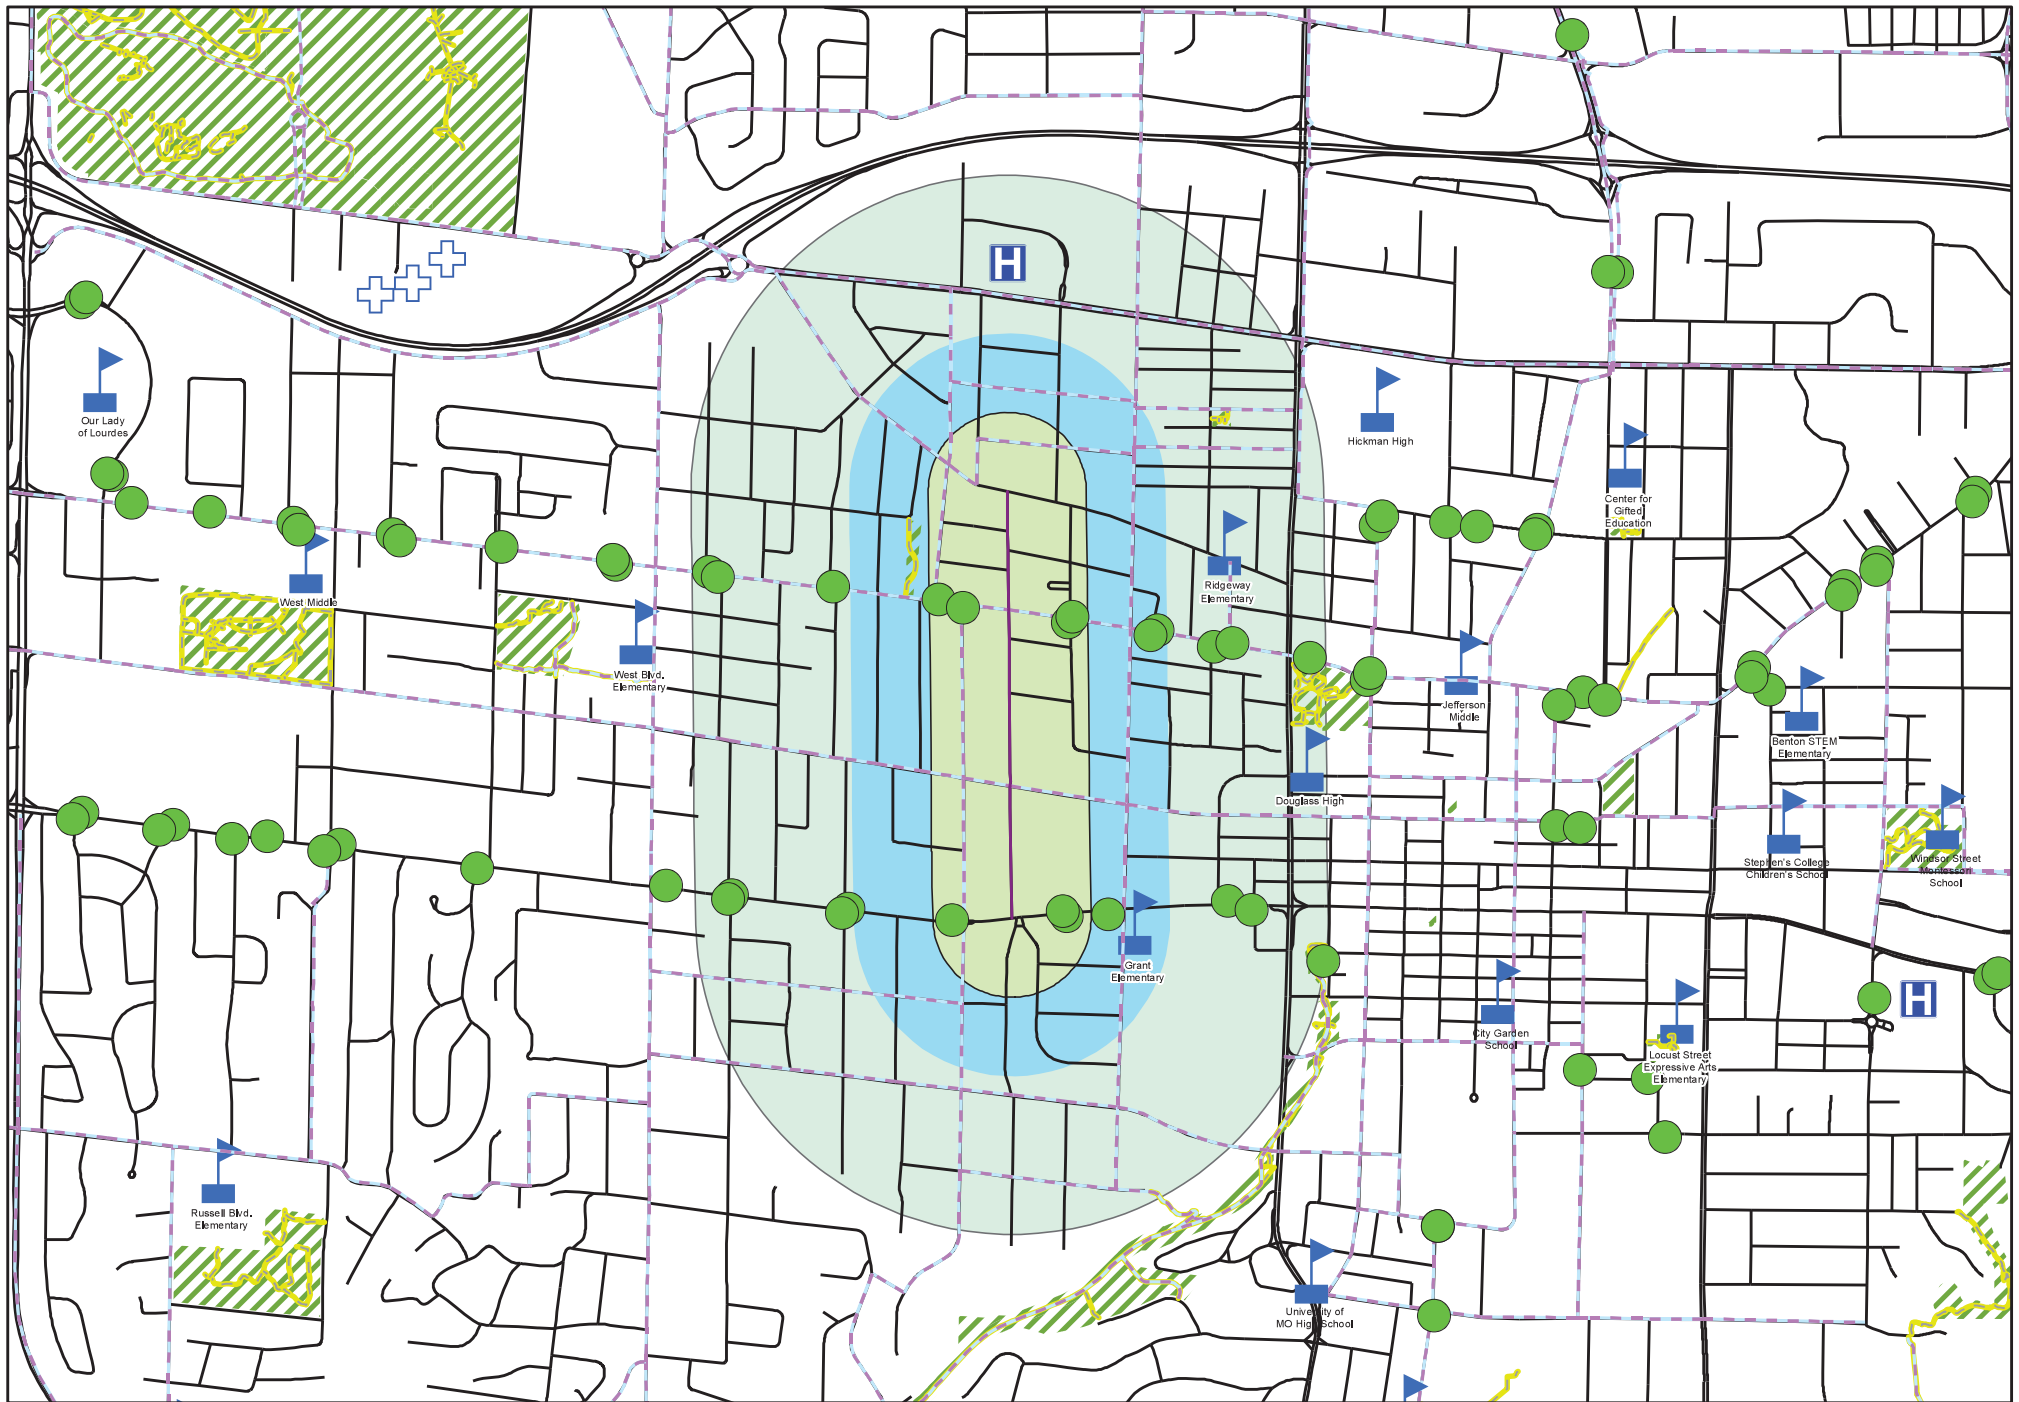 H
Our Lady
of Lourdes
Hickman High
Center for
Gifted
Education
Ridgeway
Elementary
West Middle
West Blvd.
Elementary
Jefferson
Middle
Benton STEM
Elementary
Douglass High
Stephen's College
Children's School
Windsor Street
Montessori
School
Grant
Elementary
H
City Garden
School
Locust Street
Expressive Arts
Elementary
Russell Blvd.
Elementary
University of
MO High School